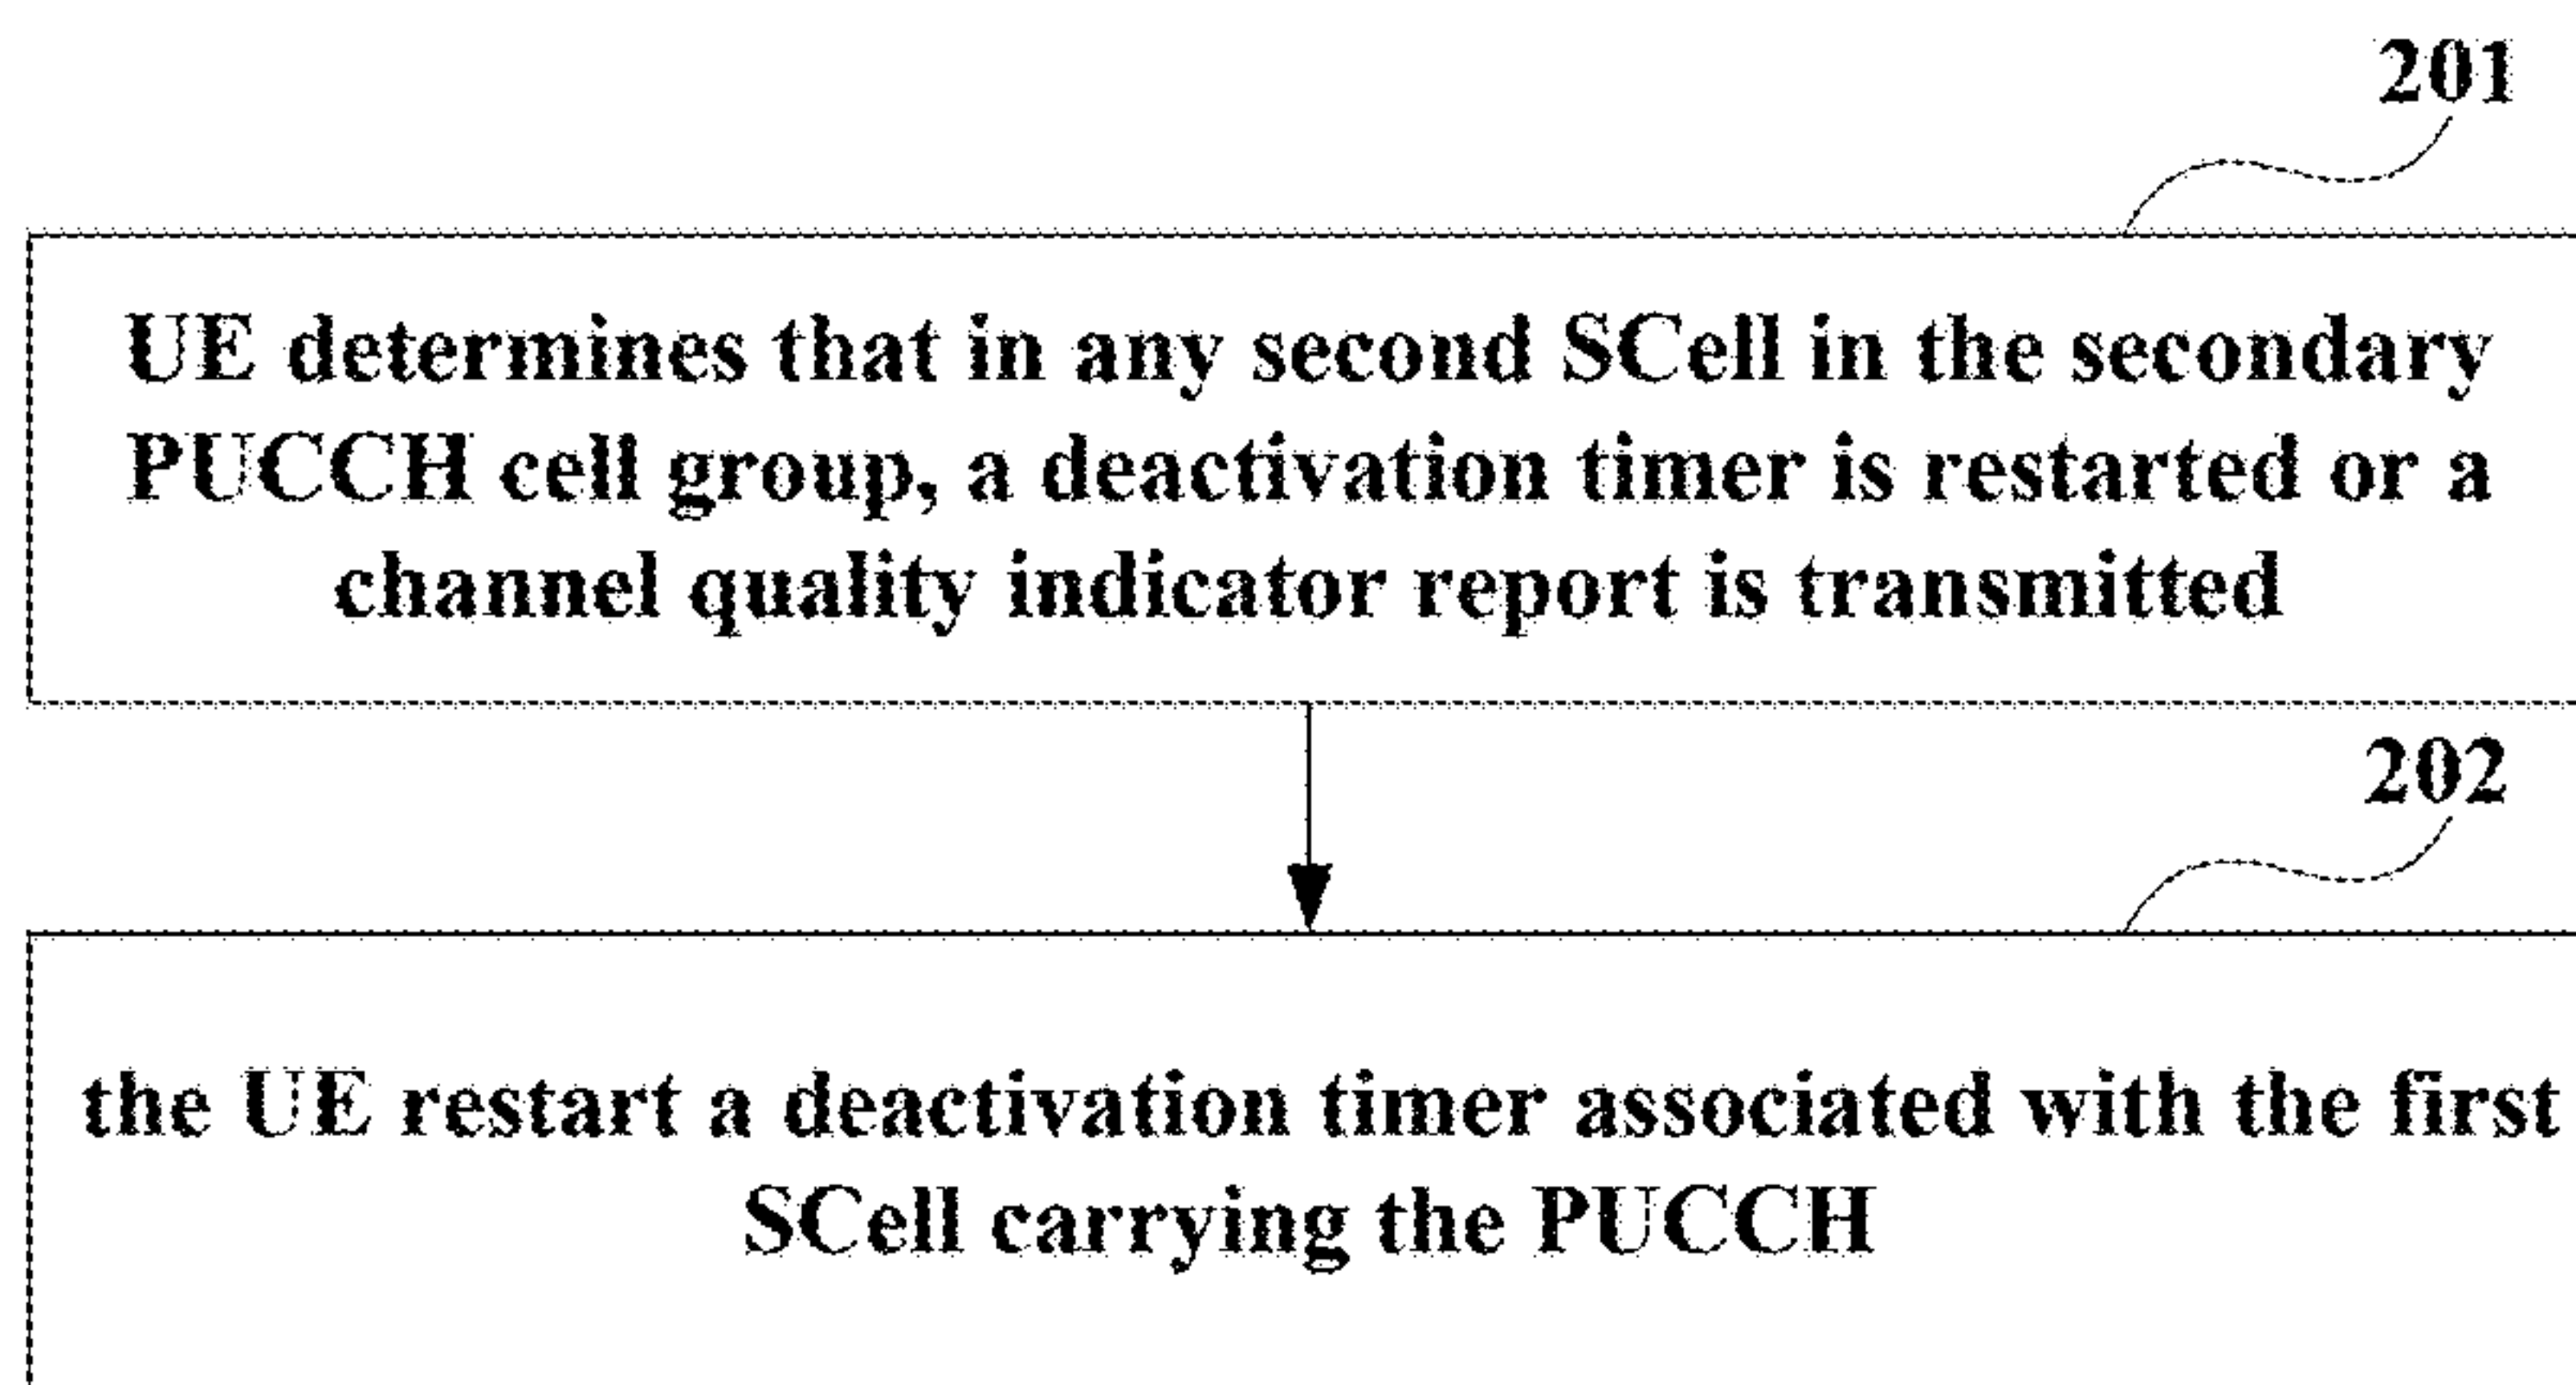 201
UE determines that in any second SCell in the secondary
PUCCH cell group, a deactivation timer is restarted or a
channel quality indicator report is transmitted
202
the UE restart a deactivation timer associated with the first
SCell carrying the PUCCH